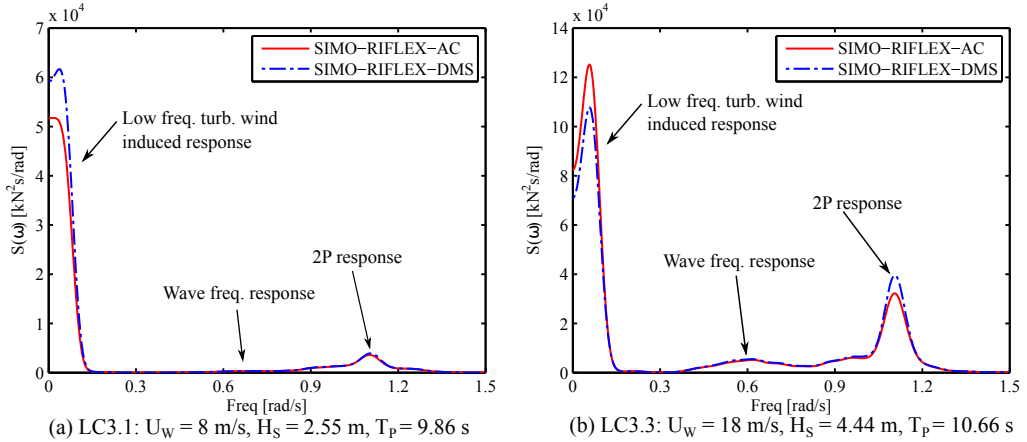 x 10^4
7
6
5
4
3
2
1
0
S(ω) [kN²s/rad]
0
0.3
0.6
0.9
1.2
1.5
Freq [rad/s]
SIMO−RIFLEX−AC
SIMO−RIFLEX−DMS
Low freq. turb. wind
induced response
Wave freq. response
2P response
(a) LC3.1: U_W = 8 m/s, H_S = 2.55 m, T_P = 9.86 s
x 10^4
14
12
10
8
6
4
2
0
S(ω) [kN²s/rad]
0
0.3
0.6
0.9
1.2
1.5
Freq [rad/s]
SIMO−RIFLEX−AC
SIMO−RIFLEX−DMS
Low freq. turb. wind
induced response
2P response
Wave freq. response
(b) LC3.3: U_W = 18 m/s, H_S = 4.44 m, T_P = 10.66 s